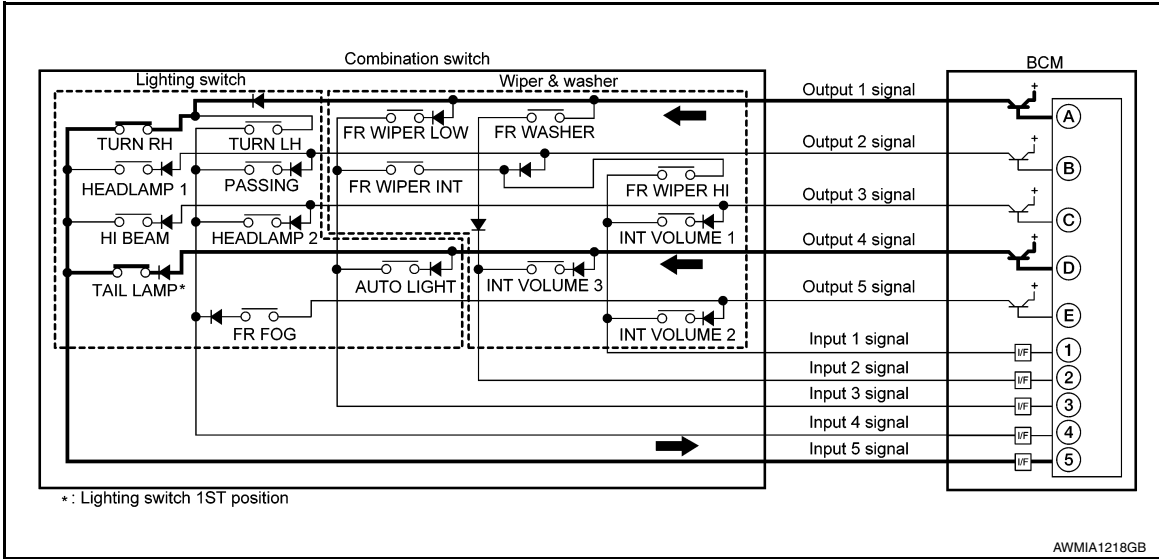 Combination switch
BCM
Lighting switch
Wiper & washer
Output 1 signal
+
A
TURN RH
TURN LH
FR WIPER LOW
FR WASHER
Output 2 signal
+
B
HEADLAMP 1
PASSING
FR WIPER INT
FR WIPER HI
Output 3 signal
+
C
HI BEAM
HEADLAMP 2
INT VOLUME 1
Output 4 signal
+
D
TAIL LAMP*
AUTO LIGHT
INT VOLUME 3
Output 5 signal
+
E
FR FOG
INT VOLUME 2
Input 1 signal
I/F
1
Input 2 signal
I/F
2
Input 3 signal
I/F
3
Input 4 signal
I/F
4
Input 5 signal
I/F
5
*: Lighting switch 1ST position
AWMIA1218GB